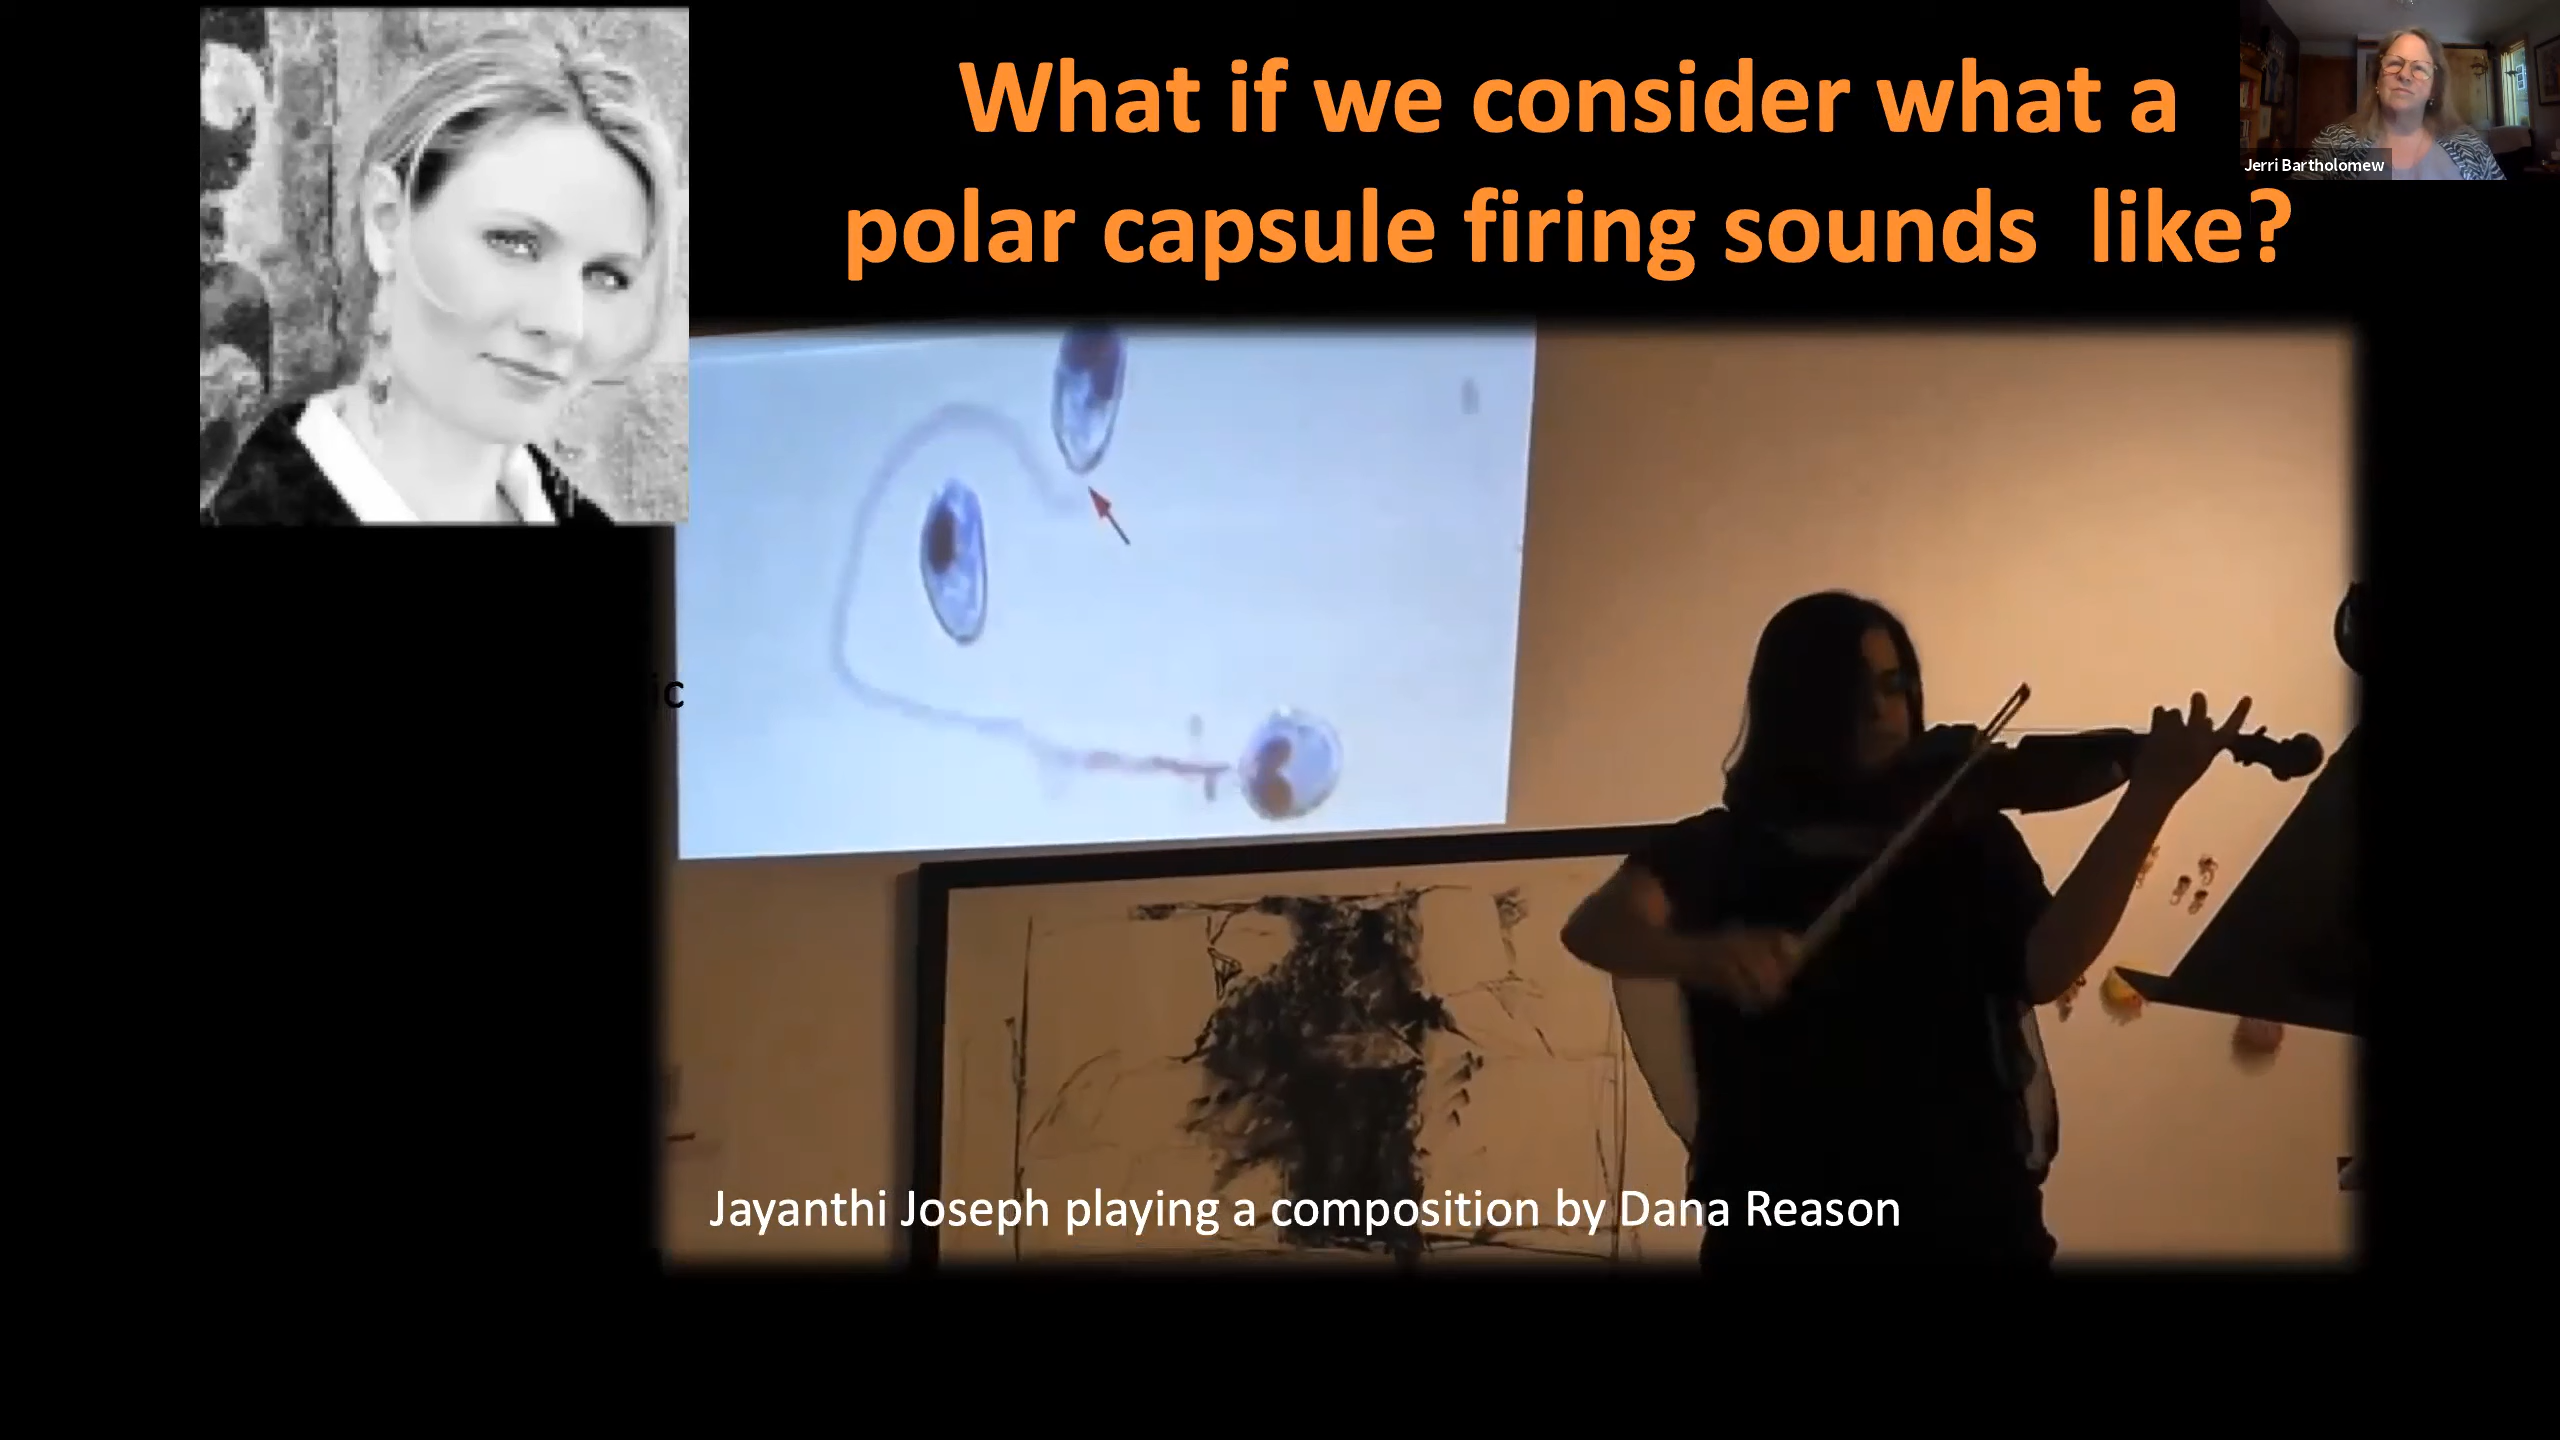 What if we consider what a
polar capsule firing sounds  like?
Jerri Bartholomew
ic
Jayanthi Joseph playing a composition by Dana Reason